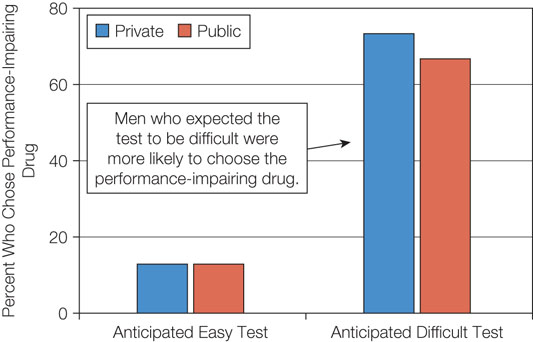 Percent Who Chose Performance-Impairing
Drug
80
60
40
20
0
Private Public
Men who expected the
test to be difficult were
more likely to choose the
performance-impairing drug.
Anticipated Easy Test Anticipated Difficult Test